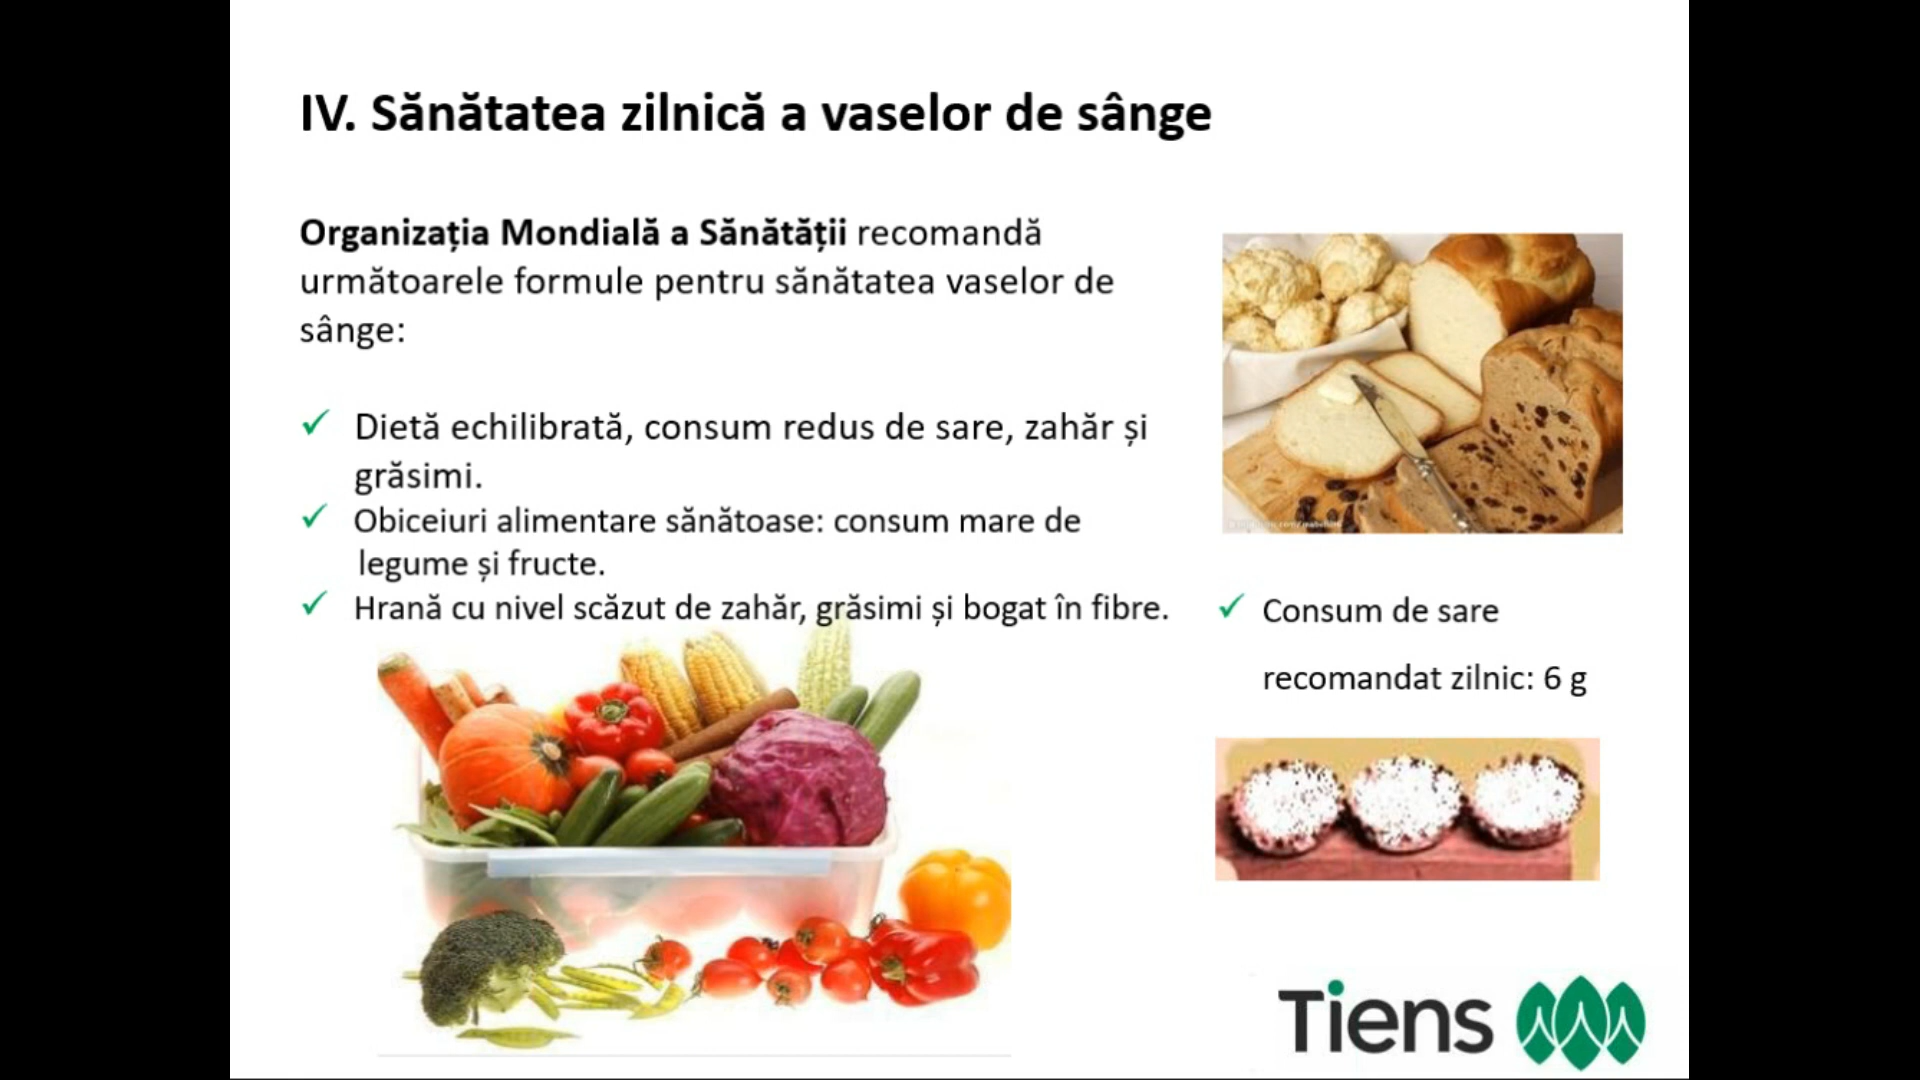 IV. Sănătatea zilnică a vaselor de sânge
Organizația Mondială a Sănătății recomandă
următoarele formule pentru sănătatea vaselor de
sânge:
✓ Dietă echilibrată, consum redus de sare, zahăr și
grăsimi.
✓ Obiceiuri alimentare sănătoase: consum mare de
legume și fructe.
✓ Hrană cu nivel scăzut de zahăr, grăsimi și bogat în fibre.
✓ Consum de sare
recomandat zilnic: 6 g
Tiens